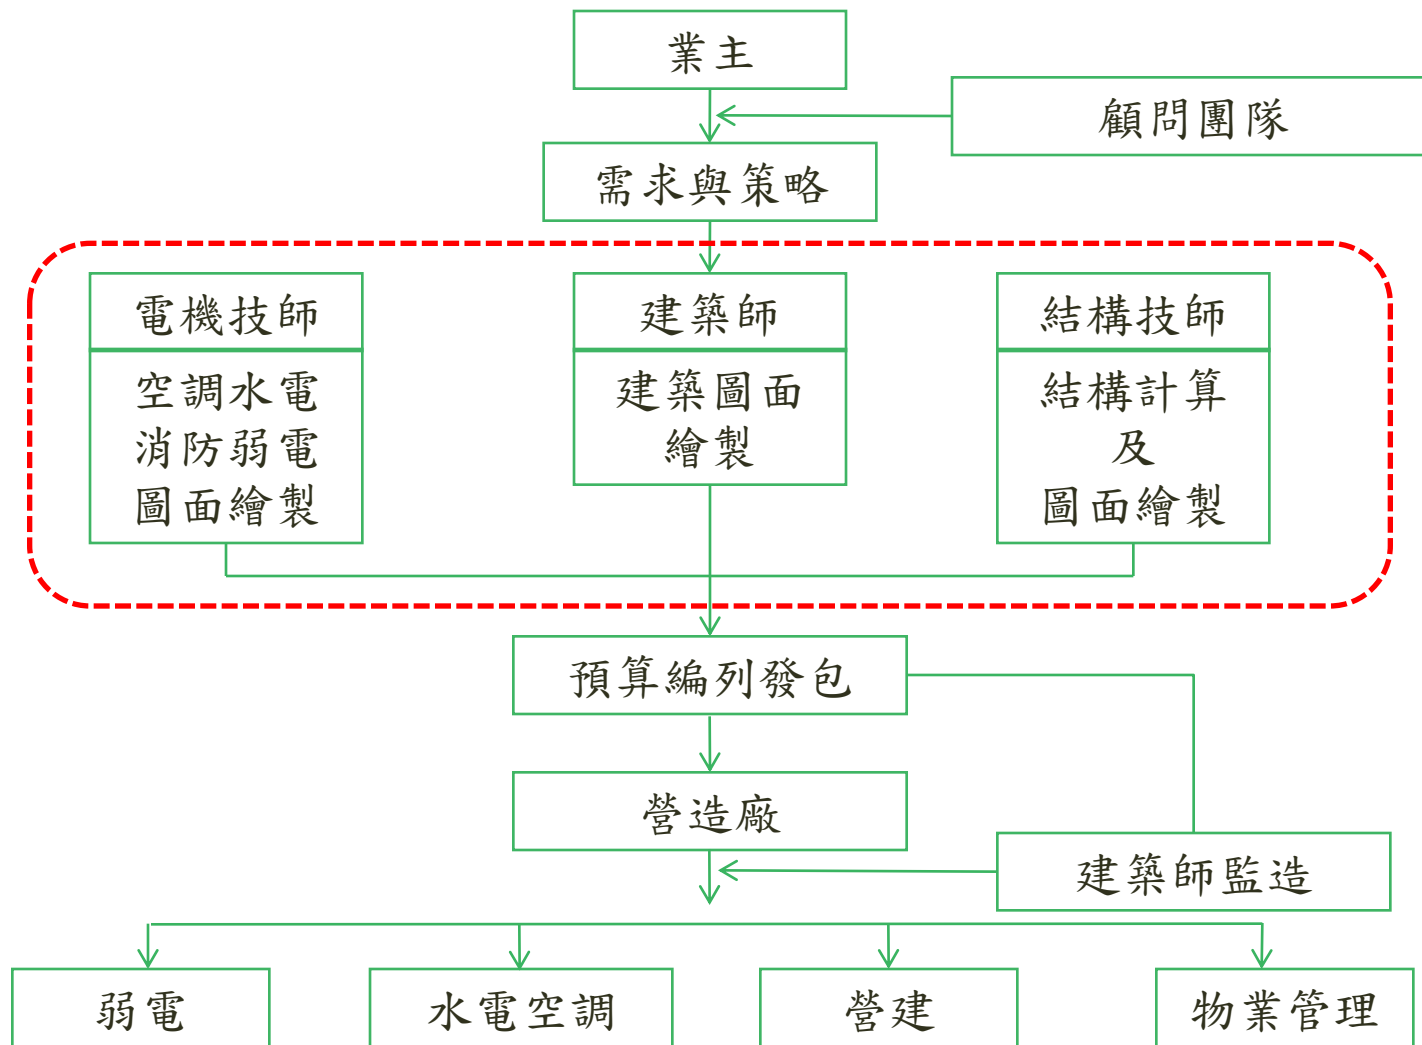 業主
顧問團隊
需求與策略
電機技師
空調水電
消防弱電
圖面繪製
建築師
建築圖面
繪製
結構技師
結構計算
及
圖面繪製
預算編列發包
營造廠
建築師監造
弱電
水電空調
營建
物業管理